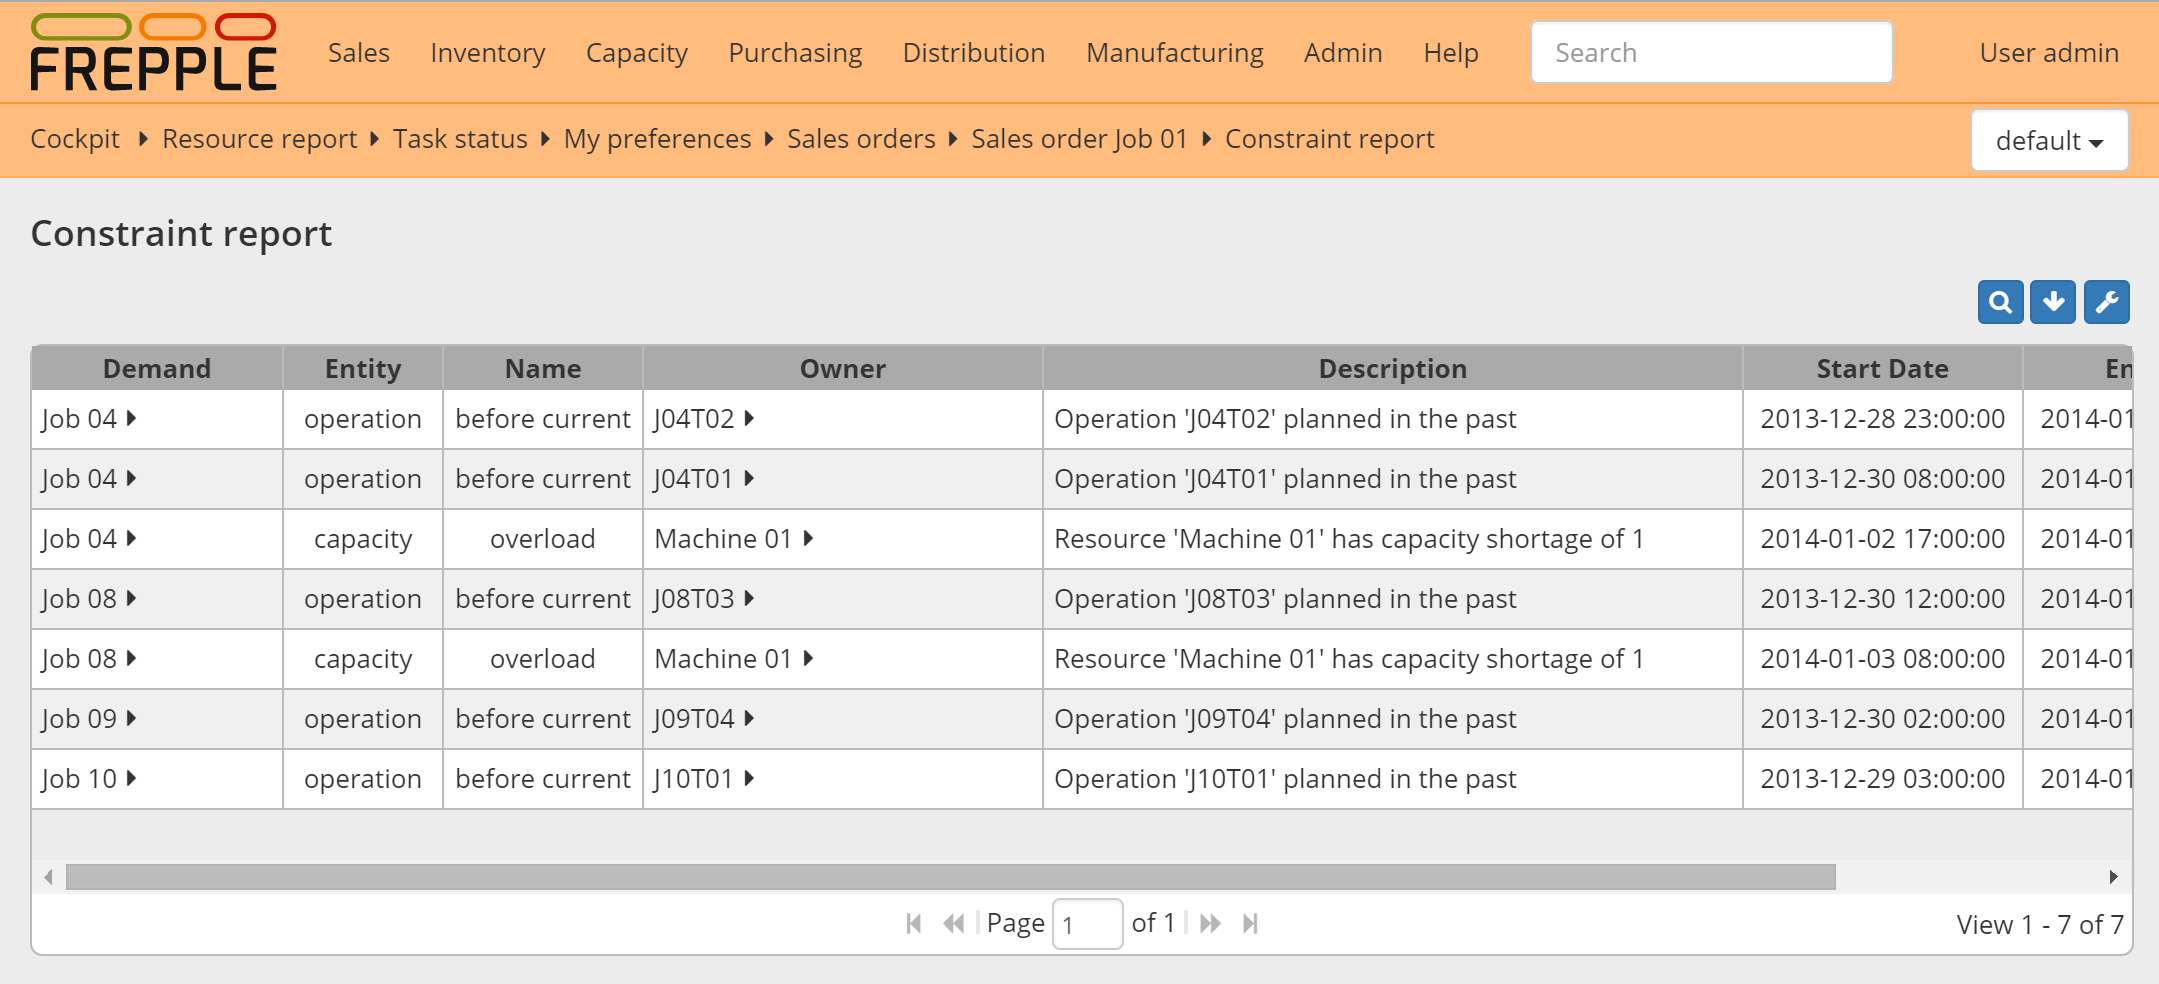 FREPPLE Sales Inventory Capacity Purchasing Distribution Manufacturing Admin Help Search User admin
Cockpit Resource report Task status My preferences Sales orders Sales order Job 01 Constraint report default
Constraint report
Demand Entity Name Owner Description Start Date En
Job 04 operation before current J04T02 Operation 'J04T02' planned in the past 2013-12-28 23:00:00 2014-01
Job 04 operation before current J04T01 Operation 'J04T01' planned in the past 2013-12-30 08:00:00 2014-01
Job 04 capacity overload Machine 01 Resource 'Machine 01' has capacity shortage of 1 2014-01-02 17:00:00 2014-01
Job 08 operation before current J08T03 Operation 'J08T03' planned in the past 2013-12-30 12:00:00 2014-01
Job 08 capacity overload Machine 01 Resource 'Machine 01' has capacity shortage of 1 2014-01-03 08:00:00 2014-01
Job 09 operation before current J09T04 Operation 'J09T04' planned in the past 2013-12-30 02:00:00 2014-01
Job 10 operation before current J10T01 Operation 'J10T01' planned in the past 2013-12-29 03:00:00 2014-01
Page 1 of 1 View 1 - 7 of 7